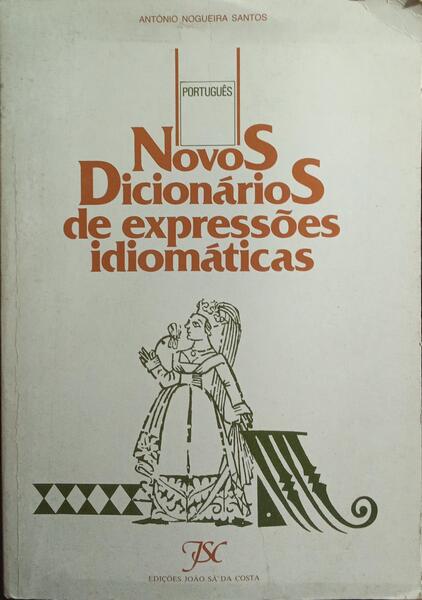 ANTÓNIO NOGUEIRA SANTOS
PORTUGUÊS
NovoS
DicionárioS
de expressões
idiomáticas
JSC
EDIÇÕES JOÃO SÁ DA COSTA